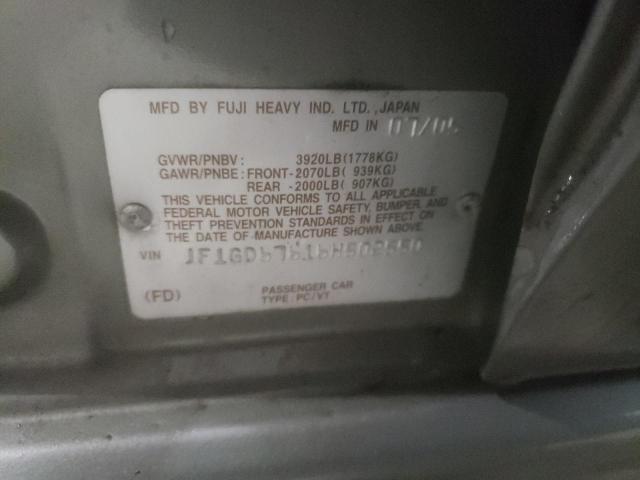 MFD BY FUJI HEAVY IND. LTD., JAPAN
MFD IN
GVWR/PNBV: 3920LB(1778KG)
GAWR/PNBE: FRONT-2070LB( 939KG)
REAR -2000LB( 907KG)
THIS VEHICLE CONFORMS TO ALL APPLICABLE
FEDERAL MOTOR VEHICLE SAFETY, BUMPER, AND
THEFT PREVENTION STANDARDS IN EFFECT ON
THE DATE OF MANUFACTURE SHOWN ABOVE.
VIN
(FD)
PASSENGER CAR
TYPE: PC/VT